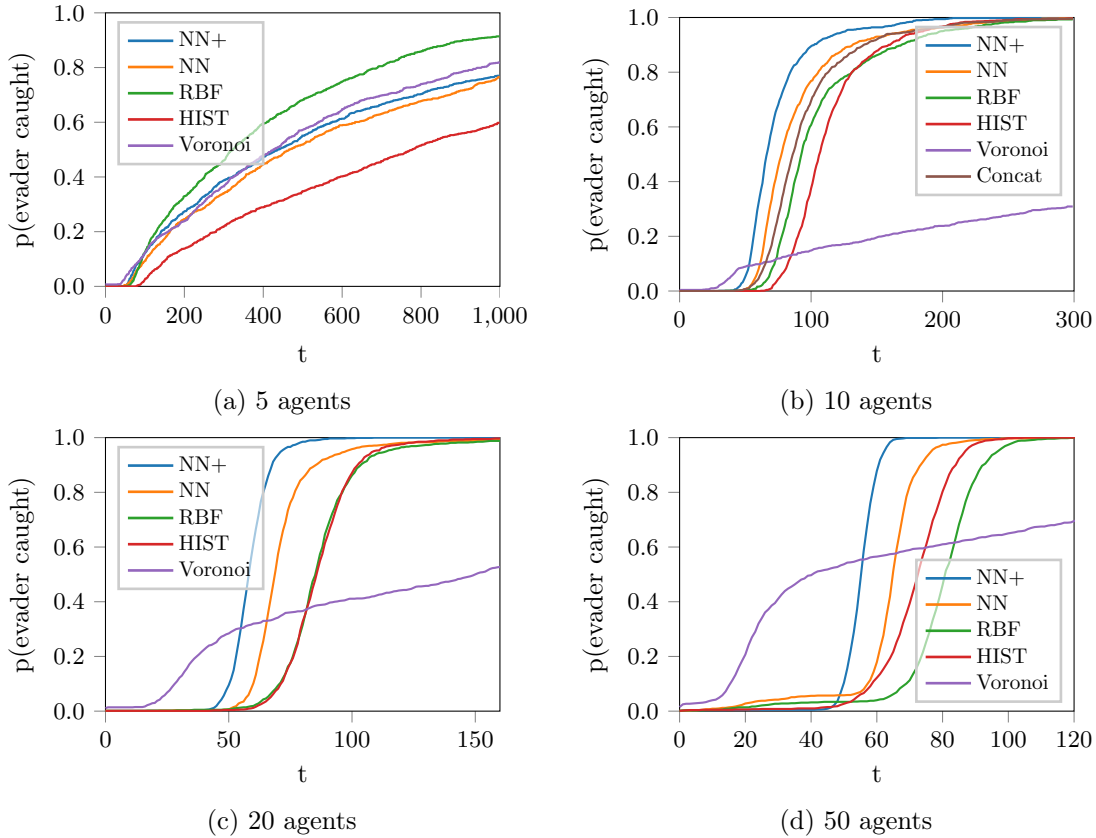 1.0
0.8
0.6
0.4
0.2
0.0
p(evader caught)
NN+
NN
RBF
HIST
Voronoi
0
200
400
600
800
1,000
t
(a) 5 agents
1.0
0.8
0.6
0.4
0.2
0.0
p(evader caught)
NN+
NN
RBF
HIST
Voronoi
Concat
0
100
200
300
t
(b) 10 agents
1.0
0.8
0.6
0.4
0.2
0.0
p(evader caught)
NN+
NN
RBF
HIST
Voronoi
0
50
100
150
t
(c) 20 agents
1.0
0.8
0.6
0.4
0.2
0.0
p(evader caught)
NN+
NN
RBF
HIST
Voronoi
0
20
40
60
80
100
120
t
(d) 50 agents